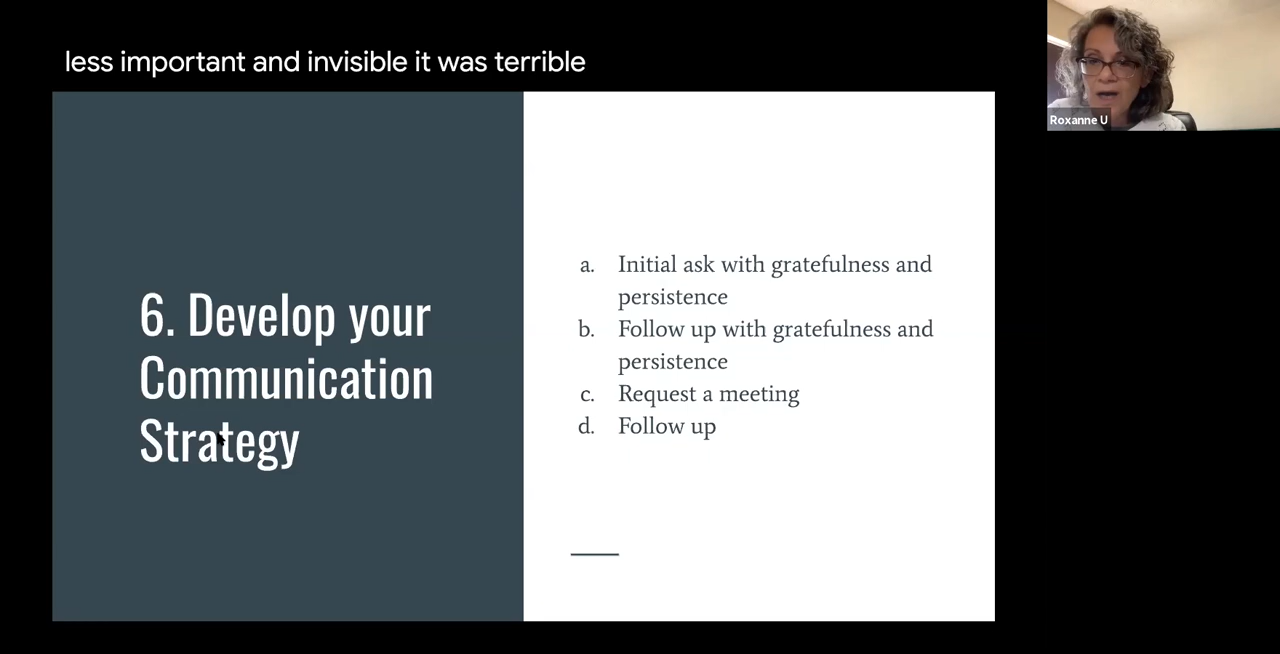 less important and invisible it was terrible
Roxanne U
6. Develop your
Communication
Strategy
a. Initial ask with gratefulness and
persistence
b. Follow up with gratefulness and
persistence
c. Request a meeting
d. Follow up